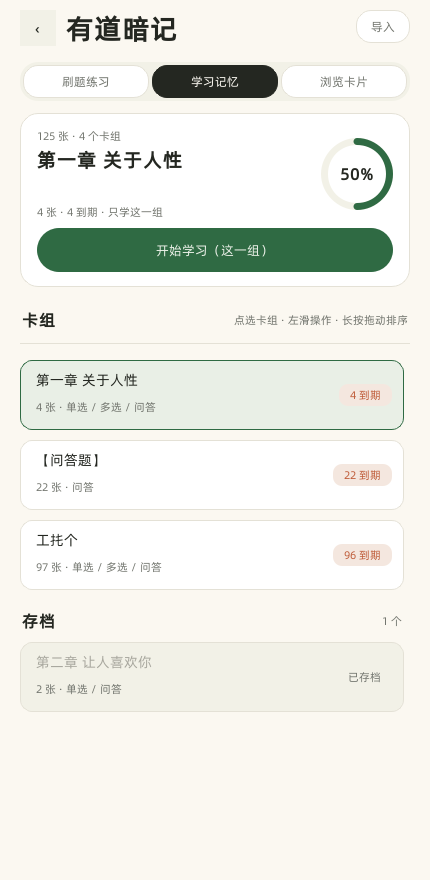 ‹ 有道暗记 导入
刷题练习 学习记忆 浏览卡片
125 张 · 4 个卡组
第一章 关于人性
50%
4 张 · 4 到期 · 只学这一组
开始学习（这一组）
卡组 点选卡组 · 左滑操作 · 长按拖动排序
第一章 关于人性
4 到期
4 张 · 单选 / 多选 / 问答
【问答题】
22 到期
22 张 · 问答
工㧌个
96 到期
97 张 · 单选 / 多选 / 问答
存档 1 个
第二章 让人喜欢你
已存档
2 张 · 单选 / 问答